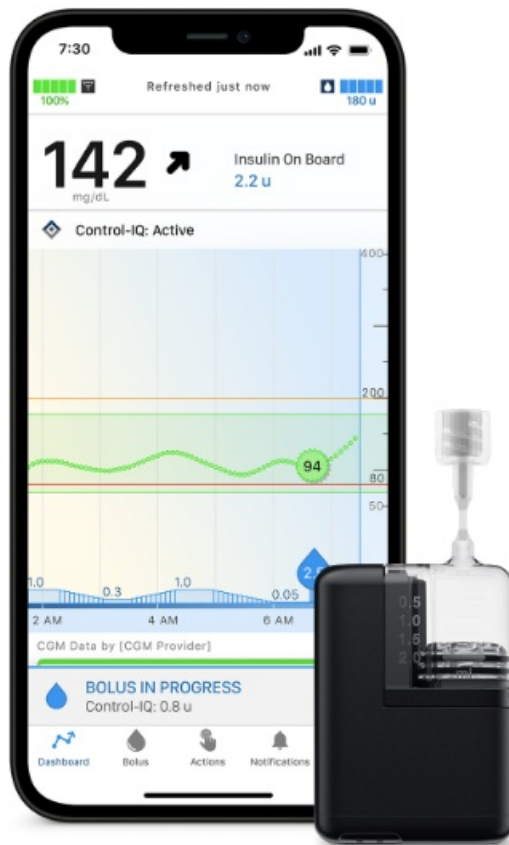 7:30
100%
Refreshed just now
180 u
142
mg/dL
Insulin On Board
2.2 u
Control-IQ: Active
400
200
94
80
50
1.0
0.3
1.0
0.05
2 AM
4 AM
6 AM
CGM Data by [CGM Provider]
BOLUS IN PROGRESS
Control-IQ: 0.8 u
Dashboard
Bolus
Actions
Notifications
0.5
1.0
1.5
2.0